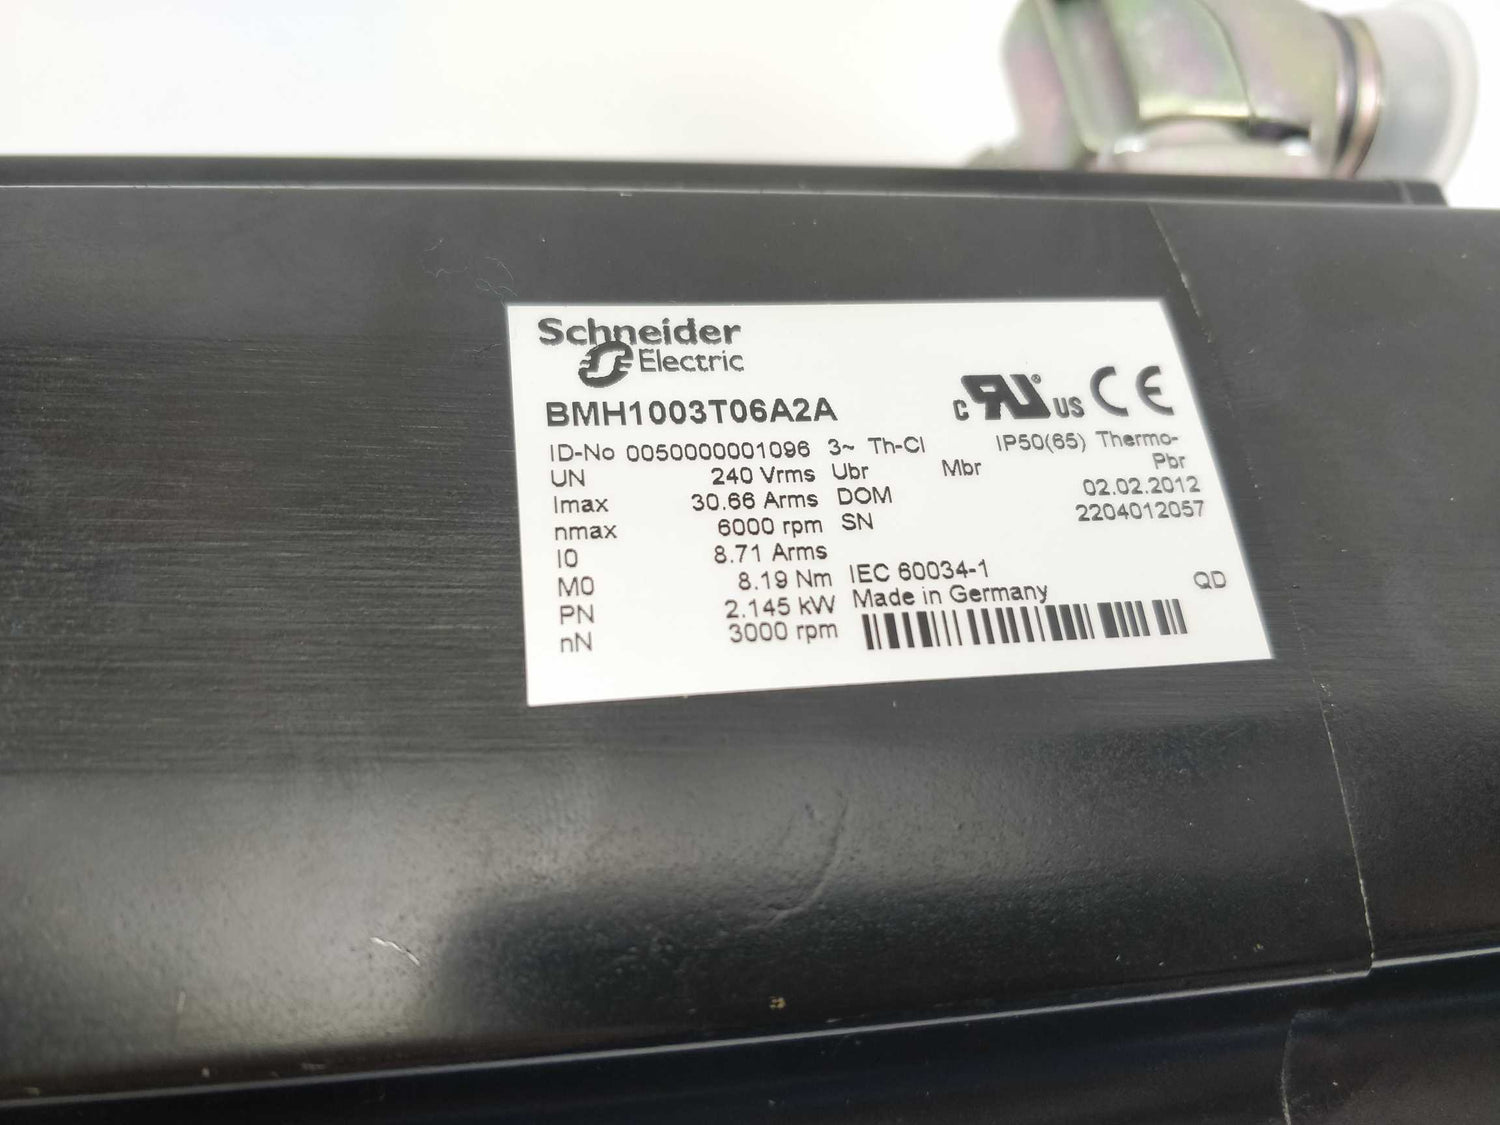 Schneider
Electric
BMH1003T06A2A
c RU ® US CE
ID-No 0050000001096 3~ Th-Cl IP50(65) Thermo-
UN 240 Vrms Ubr Mbr Pbr
Imax 30.66 Arms DOM 02.02.2012
nmax 6000 rpm SN 2204012057
I0 8.71 Arms
M0 8.19 Nm IEC 60034-1
PN 2.145 kW Made in Germany QD
nN 3000 rpm